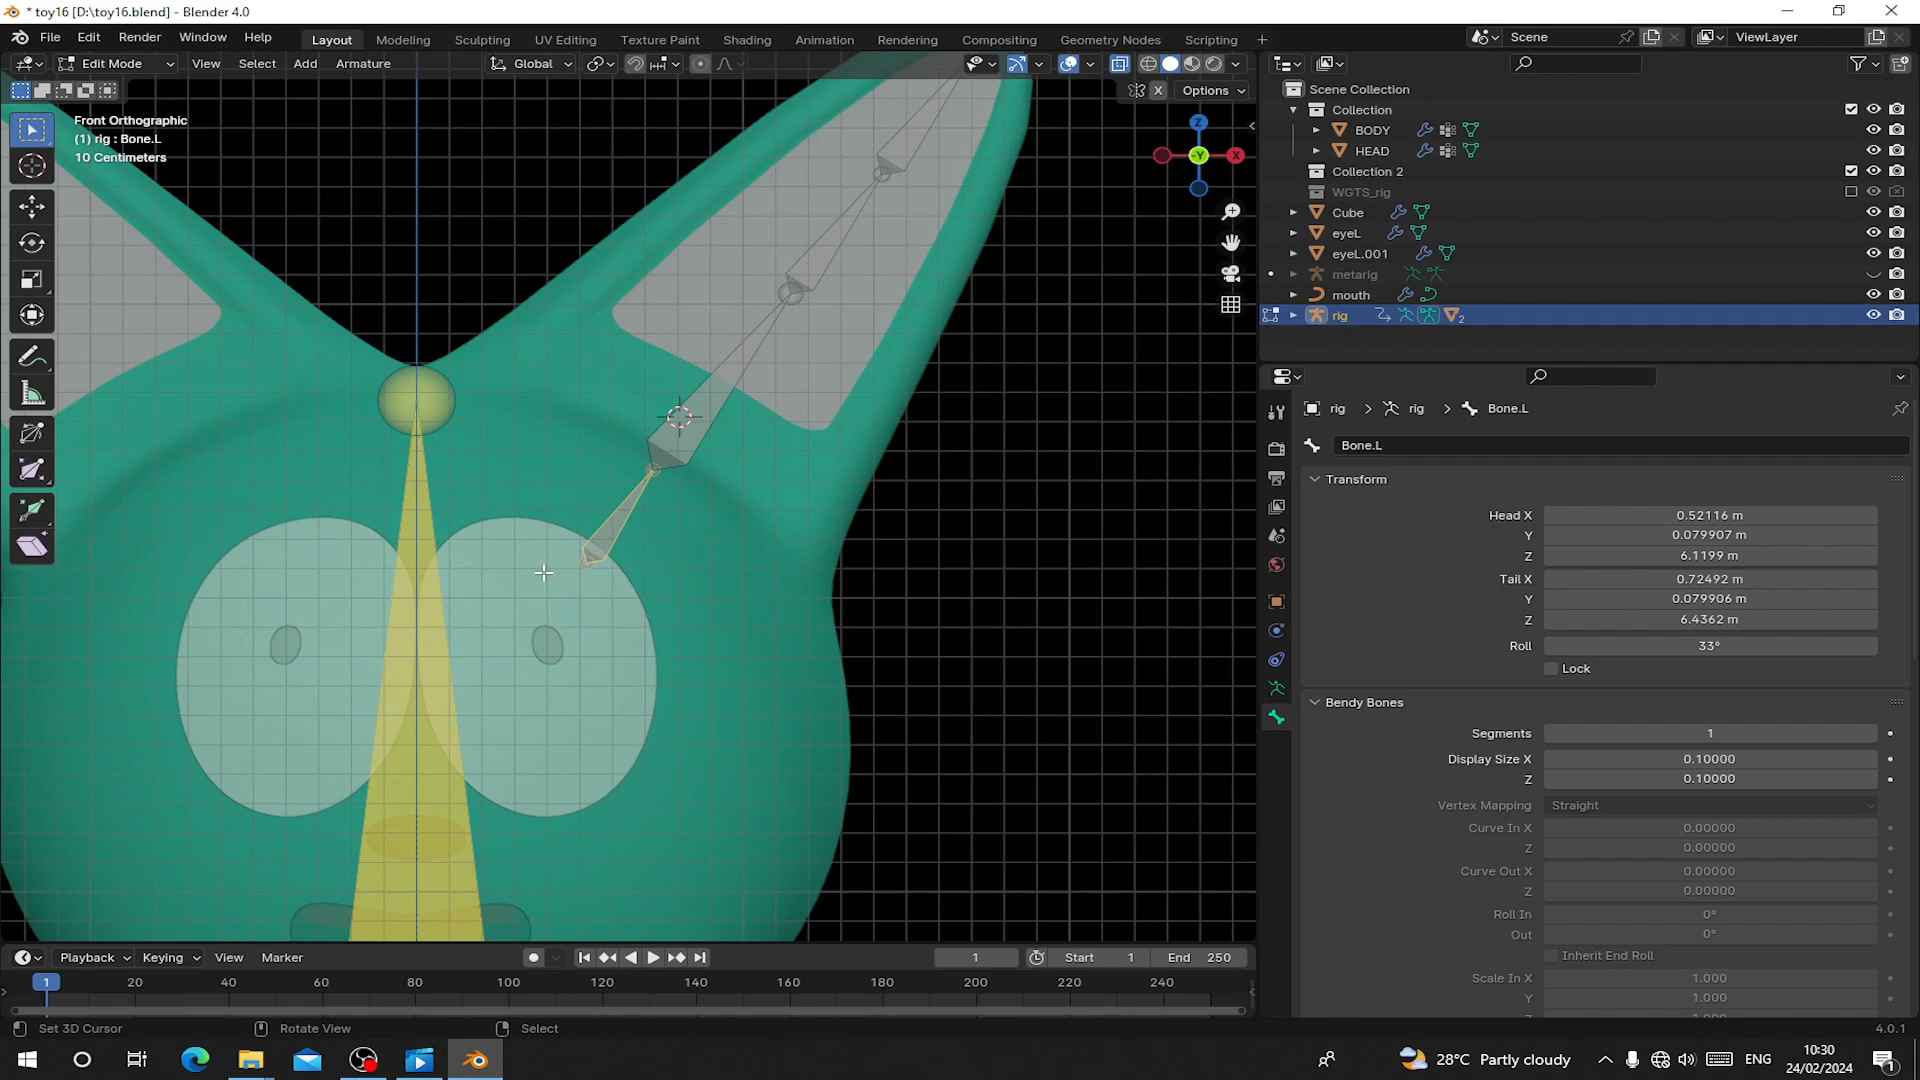 * toy16 [D:\toy16.blend] - Blender 4.0
File Edit Render Window Help
Layout Modeling Sculpting UV Editing Texture Paint Shading Animation Rendering Compositing Geometry Nodes Scripting
Scene ViewLayer
Edit Mode View Select Add Armature
Global
X Options
Front Orthographic
(1) rig : Bone.L
10 Centimeters
Z
-Y X
Scene Collection
Collection
BODY
HEAD
Collection 2
WGTS_rig
Cube
eyeL
eyeL.001
metarig
mouth
rig 2
rig > rig > Bone.L
Bone.L
Transform
Head X 0.52116 m
Y 0.079907 m
Z 6.1199 m
Tail X 0.72492 m
Y 0.079906 m
Z 6.4362 m
Roll 33°
Lock
Bendy Bones
Segments 1
Display Size X 0.10000
Z 0.10000
Vertex Mapping Straight
Curve In X 0.00000
Z 0.00000
Curve Out X 0.00000
Z 0.00000
Roll In 0°
Out 0°
Inherit End Roll
Scale In X 1.000
Y 1.000
Playback Keying View Marker
1 Start 1 End 250
1 20 40 60 80 100 120 140 160 180 200 220 240
Set 3D Cursor Rotate View Select
4.0.1
28°C Partly cloudy
ENG
10:30
24/02/2024
1